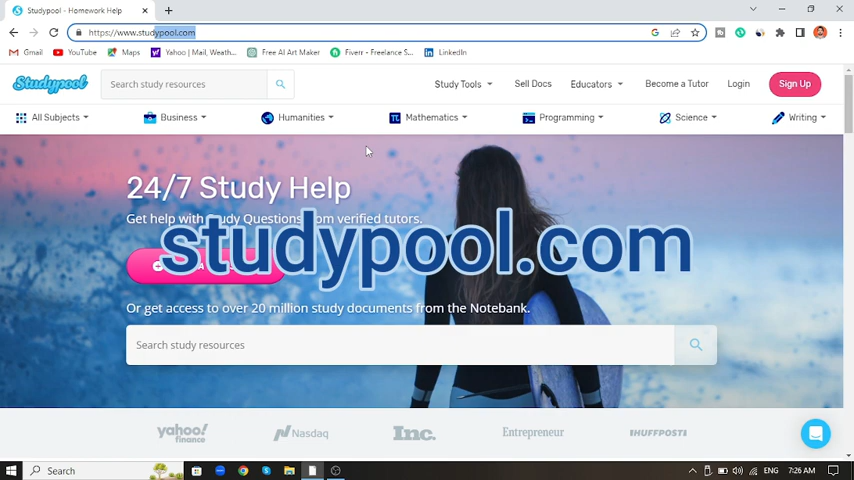 Studypool - Homework Help
https://www.studypool.com
Gmail
YouTube
Maps
Yahoo | Mail, Weath...
Free AI Art Maker
Fiverr - Freelance S...
LinkedIn
Studypool
Search study resources
Study Tools
Sell Docs
Educators
Become a Tutor
Login
Sign Up
All Subjects
Business
Humanities
Mathematics
Programming
Science
Writing
24/7 Study Help
Get help with Study Questions from verified tutors.
studypool.com
Or get access to over 20 million study documents from the Notebank.
Search study resources
yahoo!
finance
Nasdaq
Inc.
Entrepreneur
HUFFPOST
Search
ENG
7:26 AM